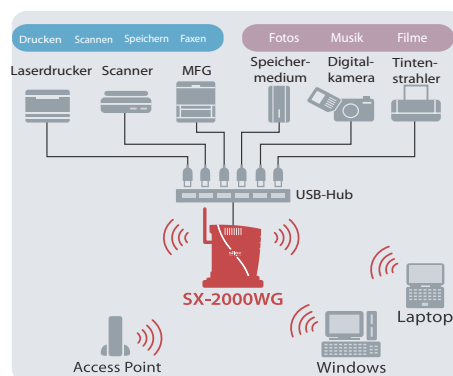 Drucken Scannen Speichern Faxen
Fotos Musik Filme
Laserdrucker
Scanner
MFG
Speicher-
medium
Digital-
kamera
Tinten-
strahler
USB-Hub
SX-2000WG
Laptop
Access Point
Windows